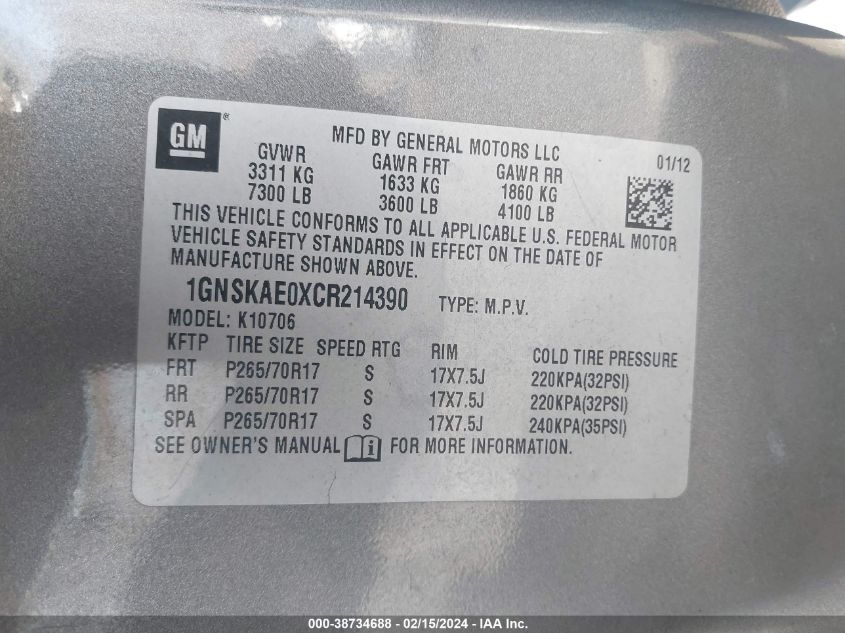 GM®
MFD BY GENERAL MOTORS LLC
01/12
GVWR GAWR FRT GAWR RR
3311 KG 1633 KG 1860 KG
7300 LB 3600 LB 4100 LB
THIS VEHICLE CONFORMS TO ALL APPLICABLE U.S. FEDERAL MOTOR
VEHICLE SAFETY STANDARDS IN EFFECT ON THE DATE OF
MANUFACTURE SHOWN ABOVE.
1GNSKAE0XCR214390 TYPE: M.P.V.
MODEL: K10706
KFTP TIRE SIZE SPEED RTG RIM COLD TIRE PRESSURE
FRT P265/70R17 S 17X7.5J 220KPA(32PSI)
RR P265/70R17 S 17X7.5J 220KPA(32PSI)
SPA P265/70R17 S 17X7.5J 240KPA(35PSI)
SEE OWNER'S MANUAL i FOR MORE INFORMATION.
000-38734688 - 02/15/2024 - IAA Inc.